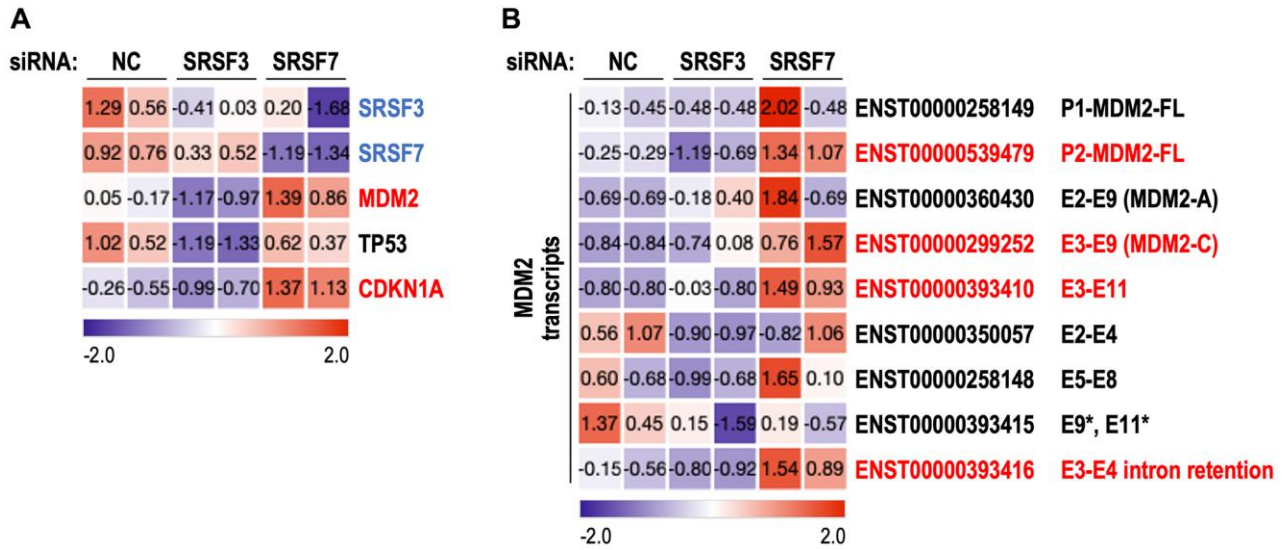 A
siRNA: NC SRSF3 SRSF7
1.29 0.56 -0.41 0.03 0.20 -1.68 SRSF3
0.92 0.76 0.33 0.52 -1.19 -1.34 SRSF7
0.05 -0.17 -1.17 -0.97 1.39 0.86 MDM2
1.02 0.52 -1.19 -1.33 0.62 0.37 TP53
-0.26 -0.55 -0.99 -0.70 1.37 1.13 CDKN1A
-2.0 2.0
B
siRNA: NC SRSF3 SRSF7
MDM2
transcripts
-0.13 -0.45 -0.48 -0.48 2.02 -0.48 ENST00000258149 P1-MDM2-FL
-0.25 -0.29 -1.19 -0.69 1.34 1.07 ENST00000539479 P2-MDM2-FL
-0.69 -0.69 -0.18 0.40 1.84 -0.69 ENST00000360430 E2-E9 (MDM2-A)
-0.84 -0.84 -0.74 0.08 0.76 1.57 ENST00000299252 E3-E9 (MDM2-C)
-0.80 -0.80 -0.03 -0.80 1.49 0.93 ENST00000393410 E3-E11
0.56 1.07 -0.90 -0.97 -0.82 1.06 ENST00000350057 E2-E4
0.60 -0.68 -0.99 -0.68 1.65 0.10 ENST00000258148 E5-E8
1.37 0.45 0.15 -1.59 0.19 -0.57 ENST00000393415 E9*, E11*
-0.15 -0.56 -0.80 -0.92 1.54 0.89 ENST00000393416 E3-E4 intron retention
-2.0 2.0